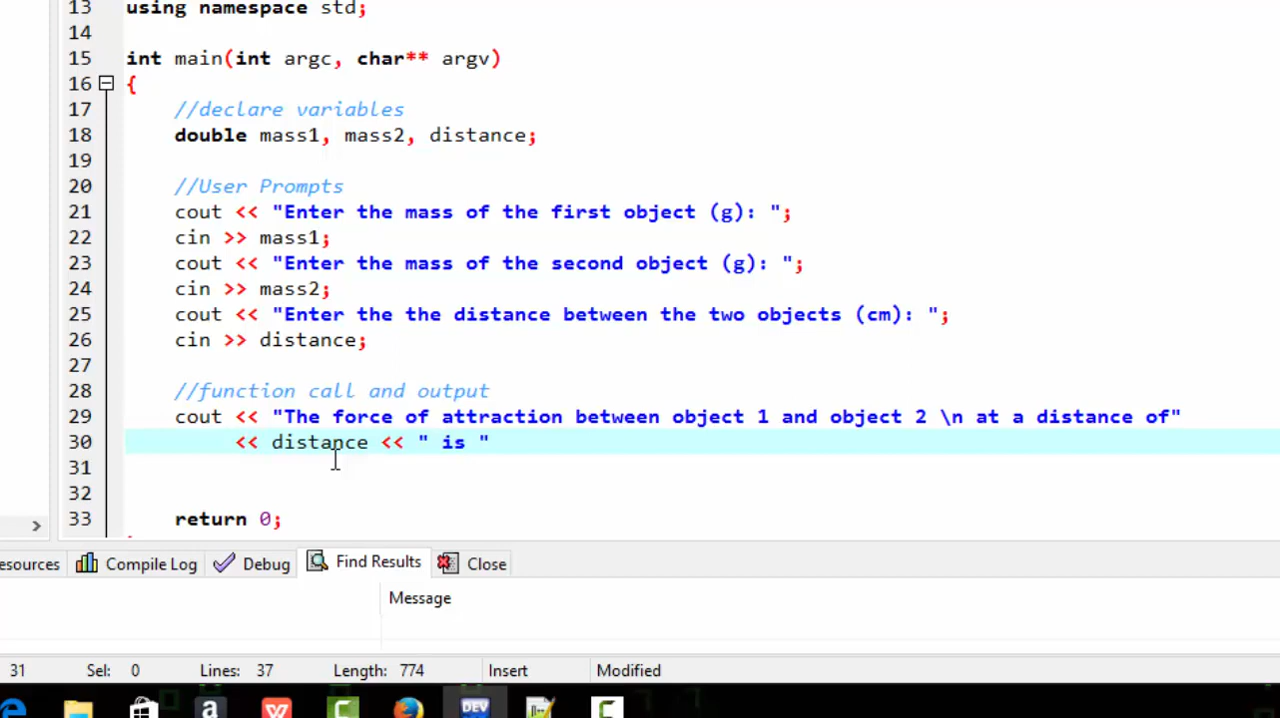 13 using namespace std;
14
15 int main(int argc, char** argv)
16 {
17 //declare variables
18 double mass1, mass2, distance;
19
20 //User Prompts
21 cout << "Enter the mass of the first object (g): ";
22 cin >> mass1;
23 cout << "Enter the mass of the second object (g): ";
24 cin >> mass2;
25 cout << "Enter the the distance between the two objects (cm): ";
26 cin >> distance;
27
28 //function call and output
29 cout << "The force of attraction between object 1 and object 2 \n at a distance of"
30 << distance << " is "
31
32
33 return 0;
esources Compile Log Debug Find Results Close
Message
31 Sel: 0 Lines: 37 Length: 774 Insert Modified
DEV